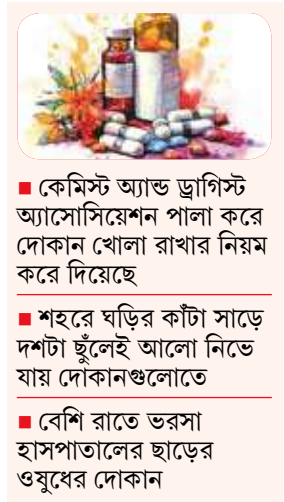 ■ কেমিস্ট অ্যান্ড ড্রাগিস্ট
অ্যাসোসিয়েশন পালা করে
দোকান খোলা রাখার নিয়ম
করে দিয়েছে
■ শহরে ঘড়ির কাঁটা সাড়ে
দশটা ছুঁলেই আলো নিভে
যায় দোকানগুলোতে
■ বেশি রাতে ভরসা
হাসপাতালের ছাড়ের
ওষুধের দোকান